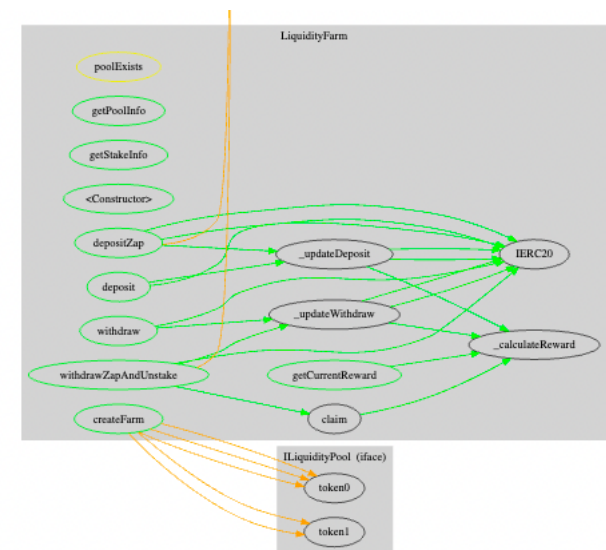 LiquidityFarm
poolExists
getPoolInfo
getStakeInfo
<Constructor>
depositZap
_updateDeposit
IERC20
deposit
_updateWithdraw
withdraw
_calculateReward
withdrawZapAndUnstake
getCurrentReward
createFarm
claim
ILiquidityPool (iface)
token0
token1